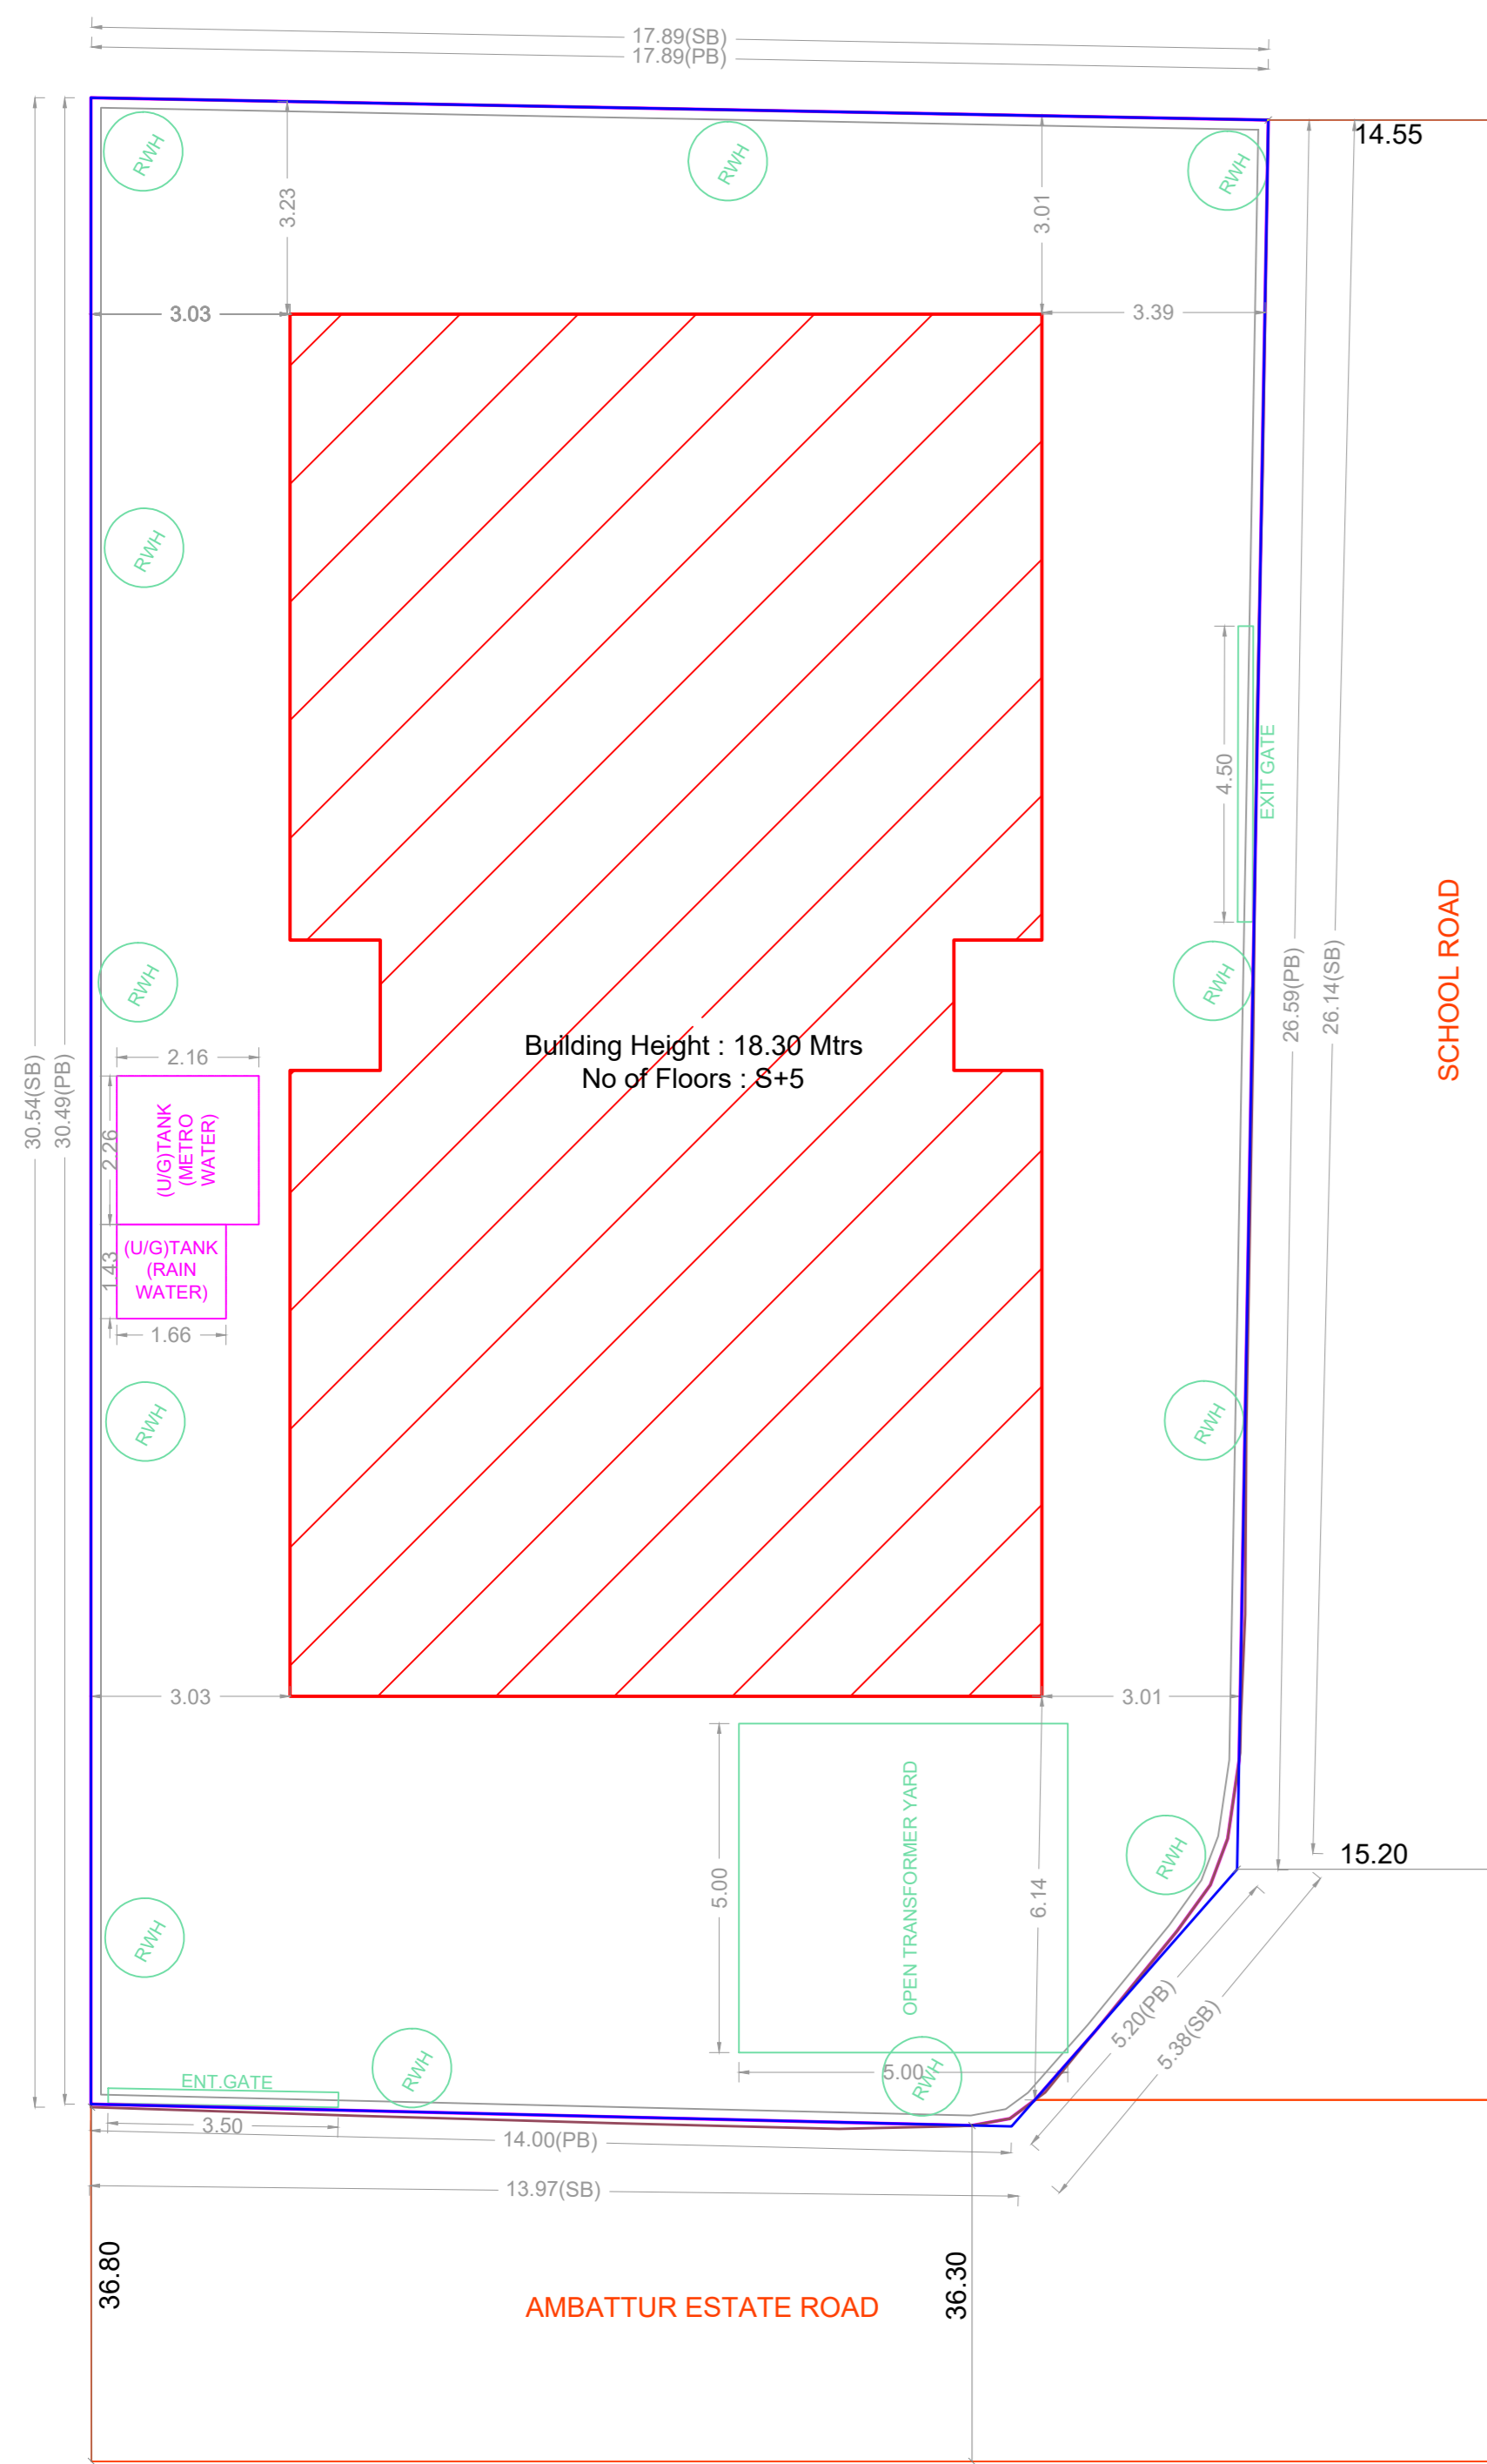 17.89(SB)
17.89(PB)
14.55
RWH
RWH
RWH
3.23
3.01
3.03
3.39
RWH
4.50
EXIT GATE
SCHOOL ROAD
26.59(PB)
26.14(SB)
RWH
RWH
Building Height : 18.30 Mtrs
No of Floors : S+5
30.54(SB)
30.49(PB)
2.16
2.26
(U/G)TANK
(METRO
WATER)
1.43
(U/G)TANK
(RAIN
WATER)
1.66
RWH
RWH
3.03
3.01
OPEN TRANSFORMER YARD
5.00
6.14
RWH
15.20
RWH
5.20(PB)
5.38(SB)
RWH
5.00
RWH
ENT.GATE
3.50
14.00(PB)
13.97(SB)
36.80
36.30
AMBATTUR ESTATE ROAD